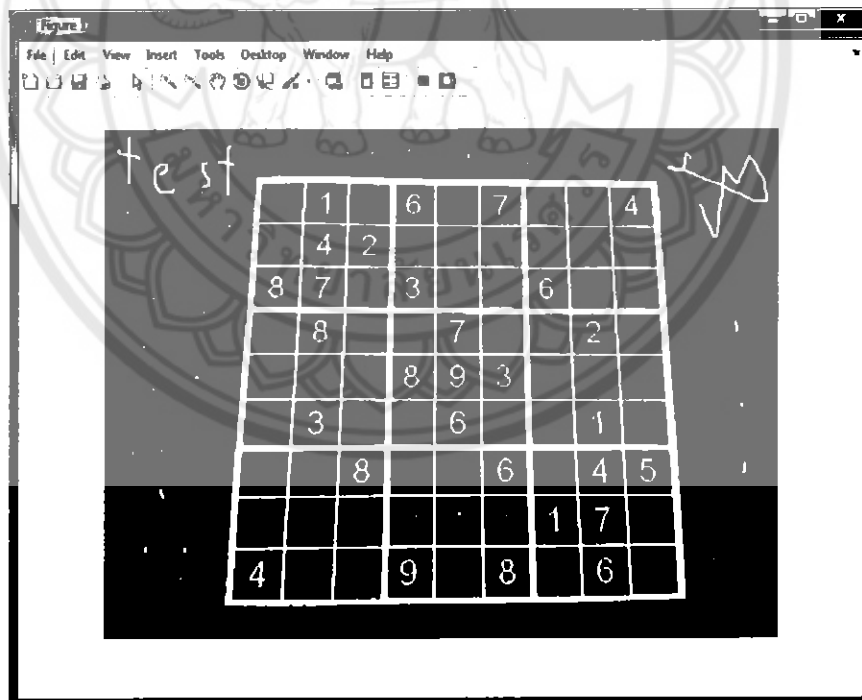 Figure 1
File Edit View Insert Tools Desktop Window Help
test
1 6 7 4
4 2
8 7 3 6
8 7 2
8 9 3
3 6 1
8 6 4 5
1 7
4 9 8 6